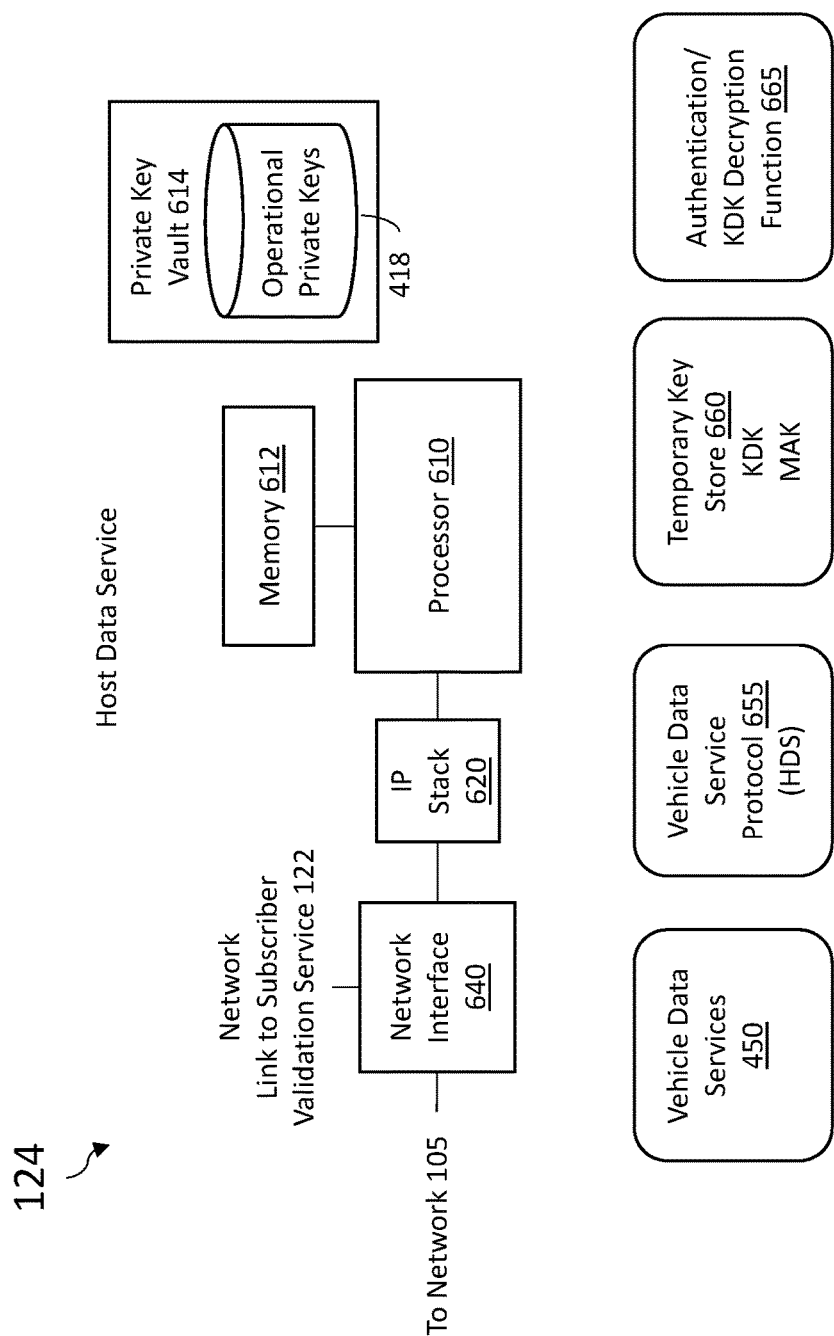 124
Host Data Service
Private Key
Vault 614
Operational
Private Keys
418
Memory 612
Processor 610
IP
Stack
620
Network
Link to Subscriber
Validation Service 122
Network
Interface
640
To Network 105
Vehicle Data
Services
450
Vehicle Data
Service
Protocol 655
(HDS)
Temporary Key
Store 660
KDK
MAK
Authentication/
KDK Decryption
Function 665